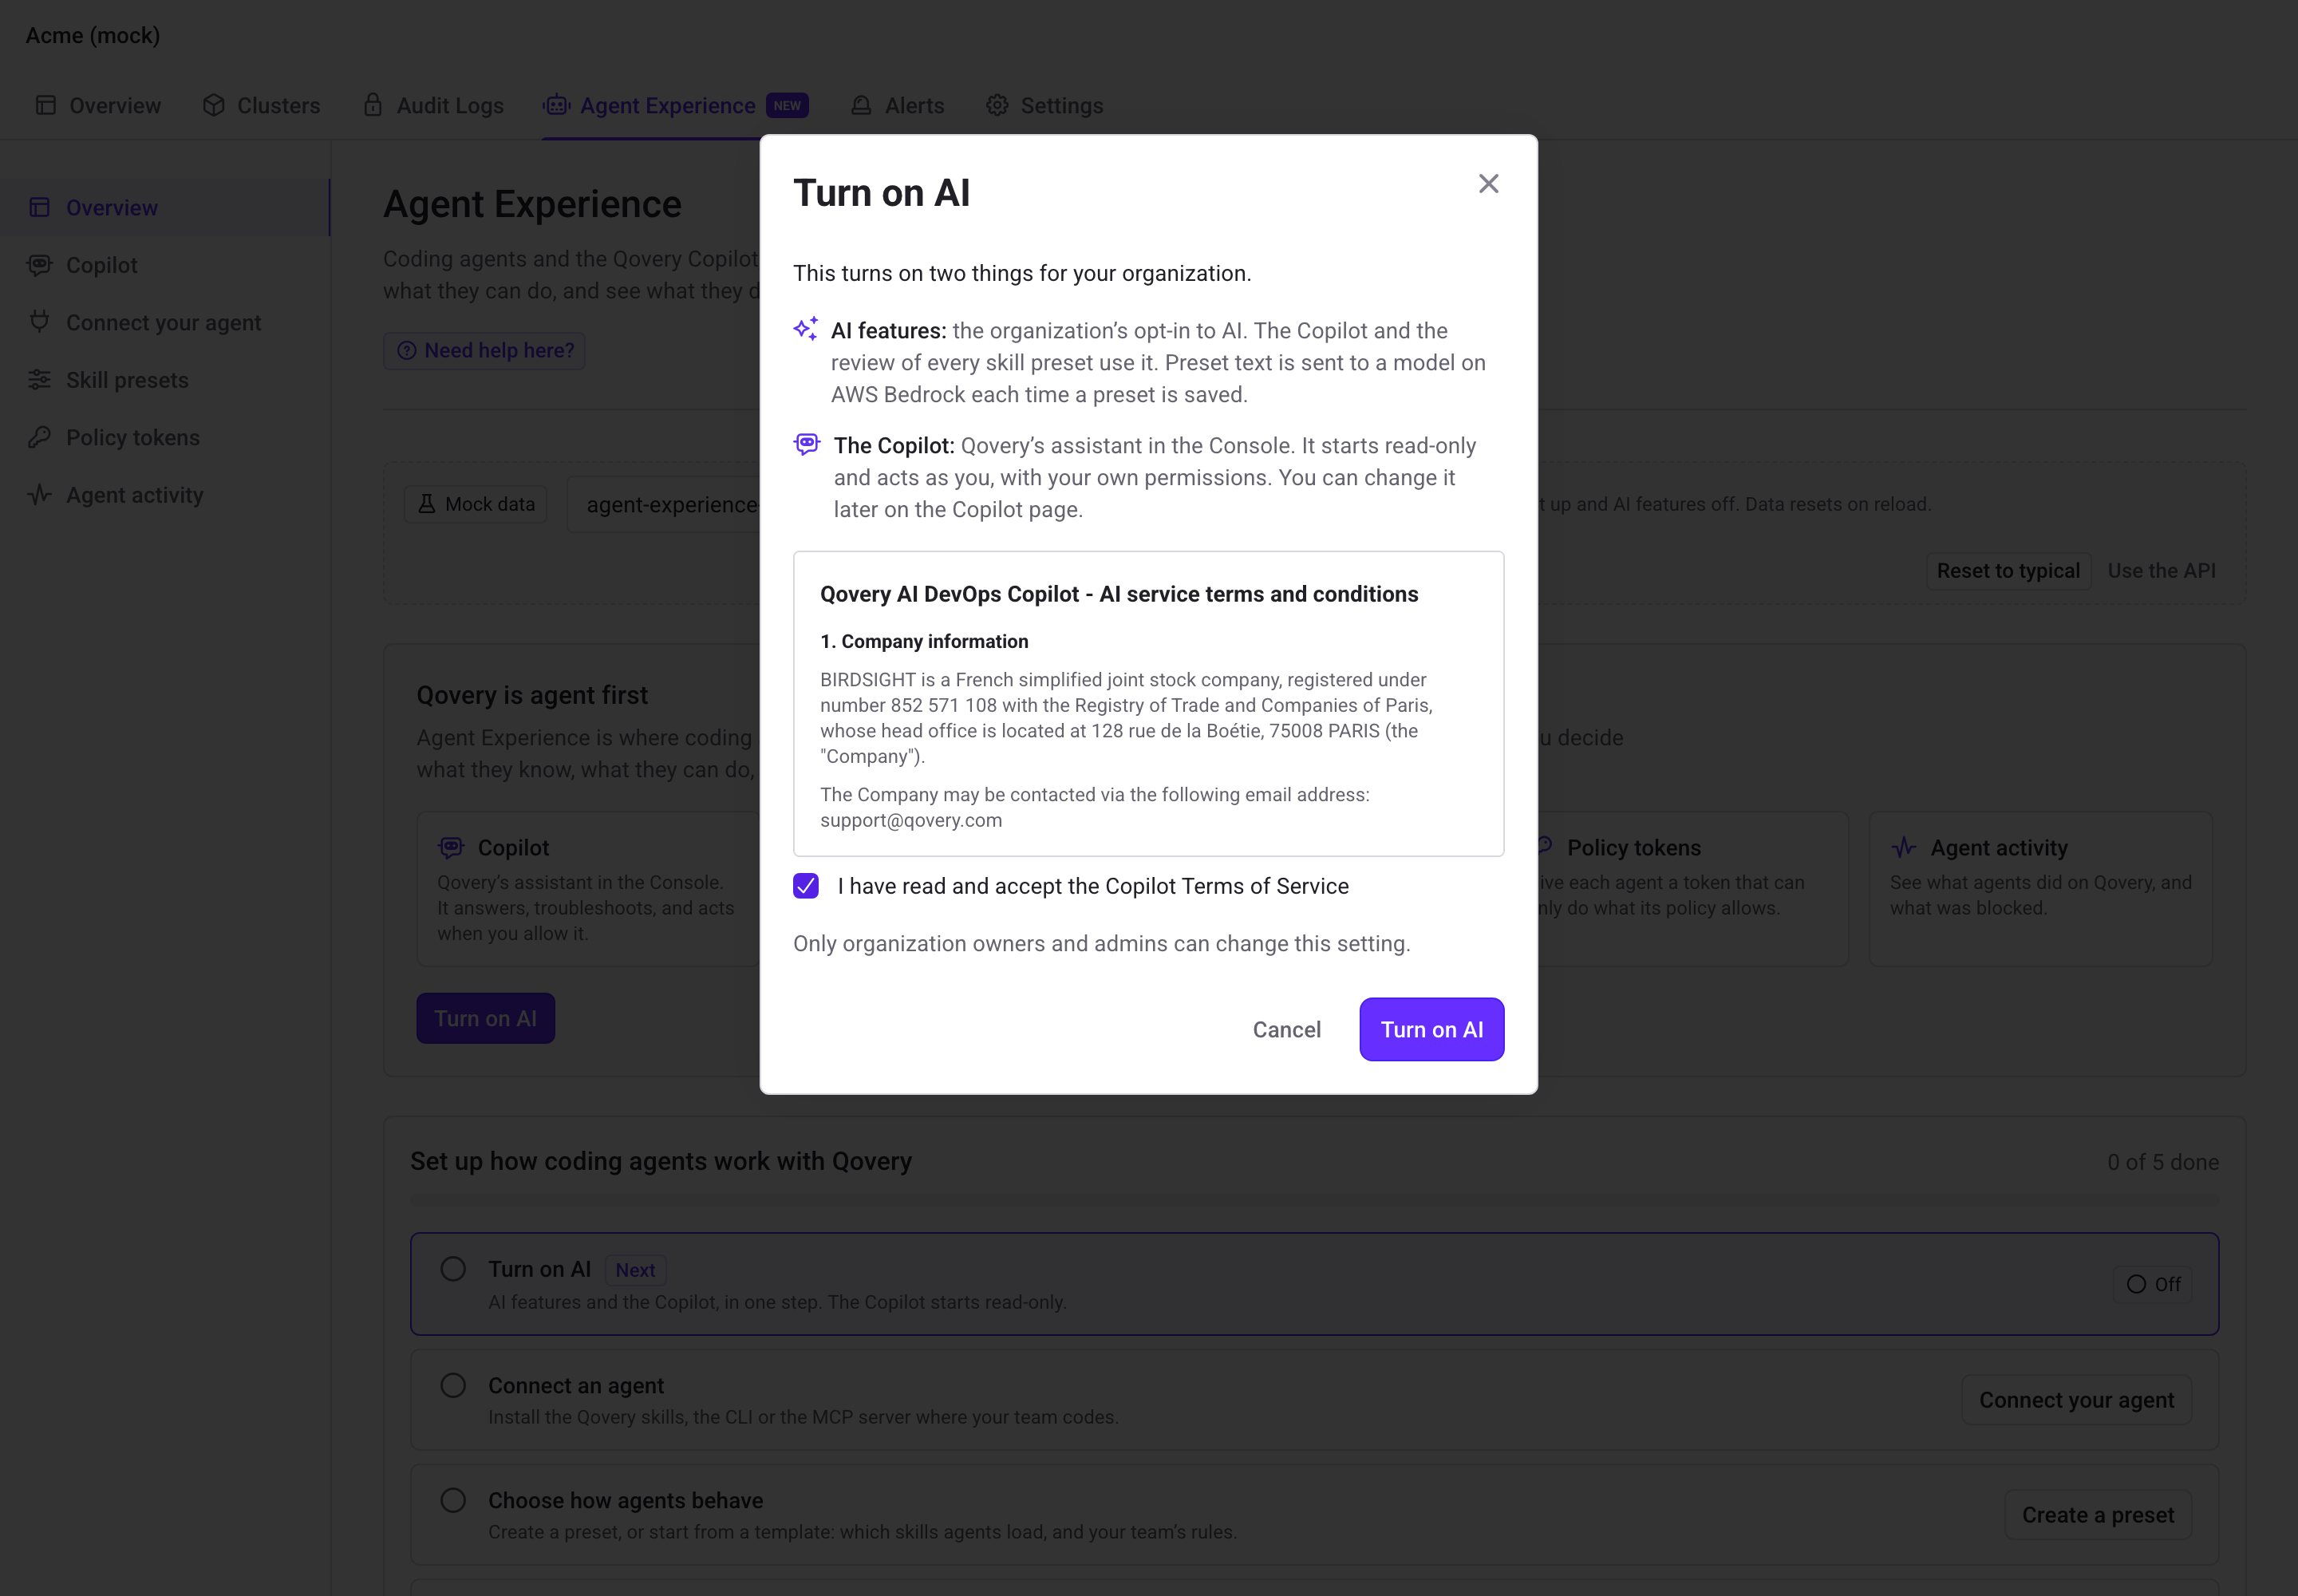 Acme (mock)
Overview
Clusters
Audit Logs
Agent Experience NEW
Alerts
Settings
Overview
Copilot
Connect your agent
Skill presets
Policy tokens
Agent activity
Agent Experience
Coding agents and the Qovery Copilot
what they can do, and see what they d
Need help here?
Mock data
agent-experience-
t up and AI features off. Data resets on reload.
Reset to typical
Use the API
Qovery is agent first
Agent Experience is where coding
u decide
what they know, what they can do,
Copilot
Qovery’s assistant in the Console.
It answers, troubleshoots, and acts
when you allow it.
Policy tokens
ive each agent a token that can
nly do what its policy allows.
Agent activity
See what agents did on Qovery, and
what was blocked.
Turn on AI
Turn on AI
This turns on two things for your organization.
AI features: the organization’s opt-in to AI. The Copilot and the
review of every skill preset use it. Preset text is sent to a model on
AWS Bedrock each time a preset is saved.
The Copilot: Qovery’s assistant in the Console. It starts read-only
and acts as you, with your own permissions. You can change it
later on the Copilot page.
Qovery AI DevOps Copilot - AI service terms and conditions
1. Company information
BIRDSIGHT is a French simplified joint stock company, registered under
number 852 571 108 with the Registry of Trade and Companies of Paris,
whose head office is located at 128 rue de la Boétie, 75008 PARIS (the
"Company").
The Company may be contacted via the following email address:
support@qovery.com
I have read and accept the Copilot Terms of Service
Only organization owners and admins can change this setting.
Cancel
Turn on AI
Set up how coding agents work with Qovery
0 of 5 done
Turn on AI Next
AI features and the Copilot, in one step. The Copilot starts read-only.
Off
Connect an agent
Install the Qovery skills, the CLI or the MCP server where your team codes.
Connect your agent
Choose how agents behave
Create a preset, or start from a template: which skills agents load, and your team’s rules.
Create a preset